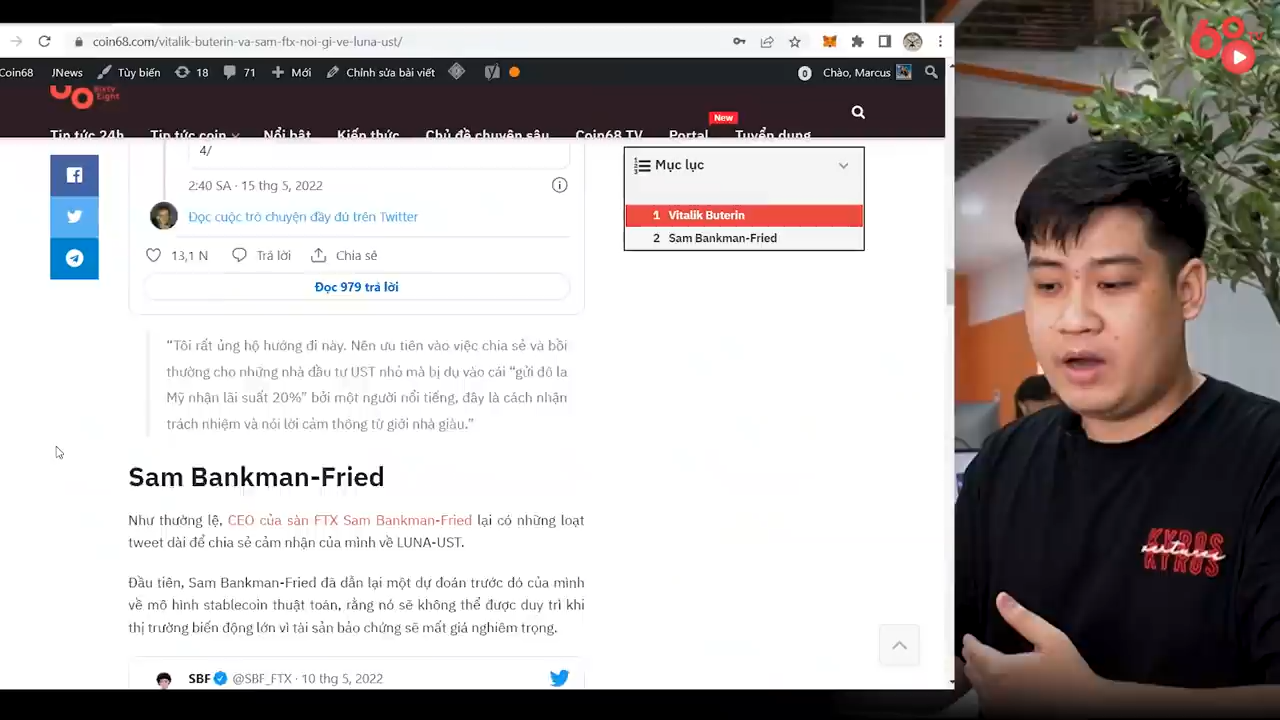 coin68.com/vitalik-buterin-va-sam-ftx-noi-gi-ve-luna-ust/
Coin68 JNews Tùy biến 18 71 Mới Chỉnh sửa bài viết 0 Chào, Marcus
Sixty Eight
New
Tin tức 24h Tin tức coin Nổi bật Kiến thức Chủ đề chuyên sâu Coin68 TV Portal Tuyển dụng
4/
2:40 SA · 15 thg 5, 2022
Đọc cuộc trò chuyện đầy đủ trên Twitter
13,1 N Trả lời Chia sẻ
Đọc 979 trả lời
Mục lục
1 Vitalik Buterin
2 Sam Bankman-Fried
“Tôi rất ủng hộ hướng đi này. Nên ưu tiên vào việc chia sẻ và bồi
thường cho những nhà đầu tư UST nhỏ mà bị dụ vào cái “gửi đô la
Mỹ nhận lãi suất 20%” bởi một người nổi tiếng, đây là cách nhận
trách nhiệm và nói lời cảm thông từ giới nhà giàu.”
Sam Bankman-Fried
Như thường lệ, CEO của sàn FTX Sam Bankman-Fried lại có những loạt
tweet dài để chia sẻ cảm nhận của mình về LUNA-UST.
Đầu tiên, Sam Bankman-Fried đã dẫn lại một dự đoán trước đó của mình
về mô hình stablecoin thuật toán, rằng nó sẽ không thể được duy trì khi
thị trường biến động lớn vì tài sản bảo chứng sẽ mất giá nghiêm trọng.
SBF @SBF_FTX · 10 thg 5, 2022
68 TV
KYROS
ventures
KYROS